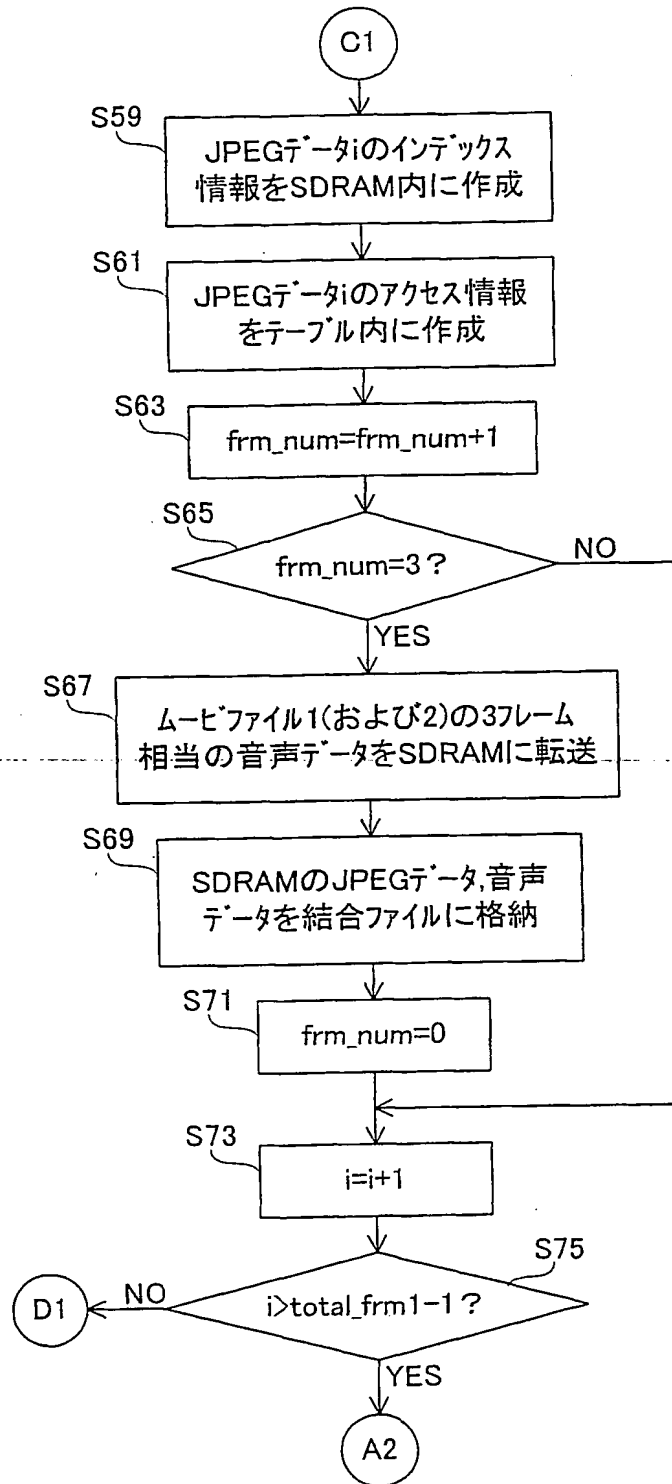 C1
S59
JPEGデータiのインデックス
情報をSDRAM内に作成
S61
JPEGデータiのアクセス情報
をテーブル内に作成
S63
frm_num=frm_num+1
S65
frm_num=3?
NO
YES
S67
ムービファイル1(および2)の3フレーム
相当の音声データをSDRAMに転送
S69
SDRAMのJPEGデータ,音声
データを結合ファイルに格納
S71
frm_num=0
S73
i=i+1
S75
i>total_frm1-1?
NO
D1
YES
A2